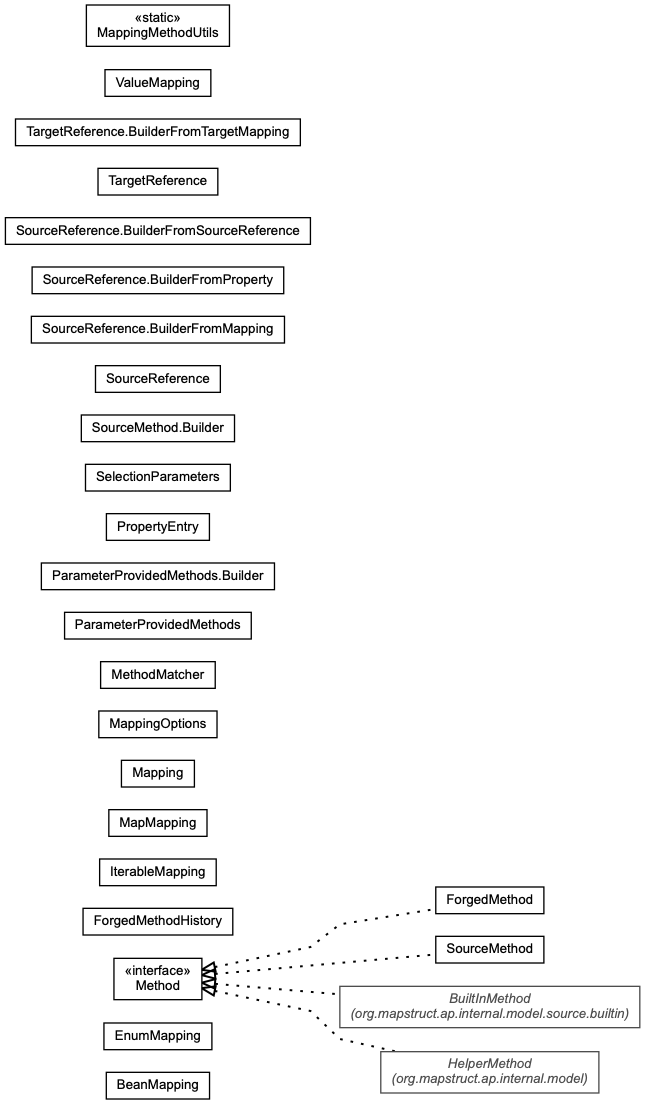 «static»
MappingMethodUtils
ValueMapping
TargetReference.BuilderFromTargetMapping
TargetReference
SourceReference.BuilderFromSourceReference
SourceReference.BuilderFromProperty
SourceReference.BuilderFromMapping
SourceReference
SourceMethod.Builder
SelectionParameters
PropertyEntry
ParameterProvidedMethods.Builder
ParameterProvidedMethods
MethodMatcher
MappingOptions
Mapping
MapMapping
IterableMapping
ForgedMethod
ForgedMethodHistory
SourceMethod
«interface»
Method
BuiltInMethod
(org.mapstruct.ap.internal.model.source.builtin)
EnumMapping
HelperMethod
(org.mapstruct.ap.internal.model)
BeanMapping